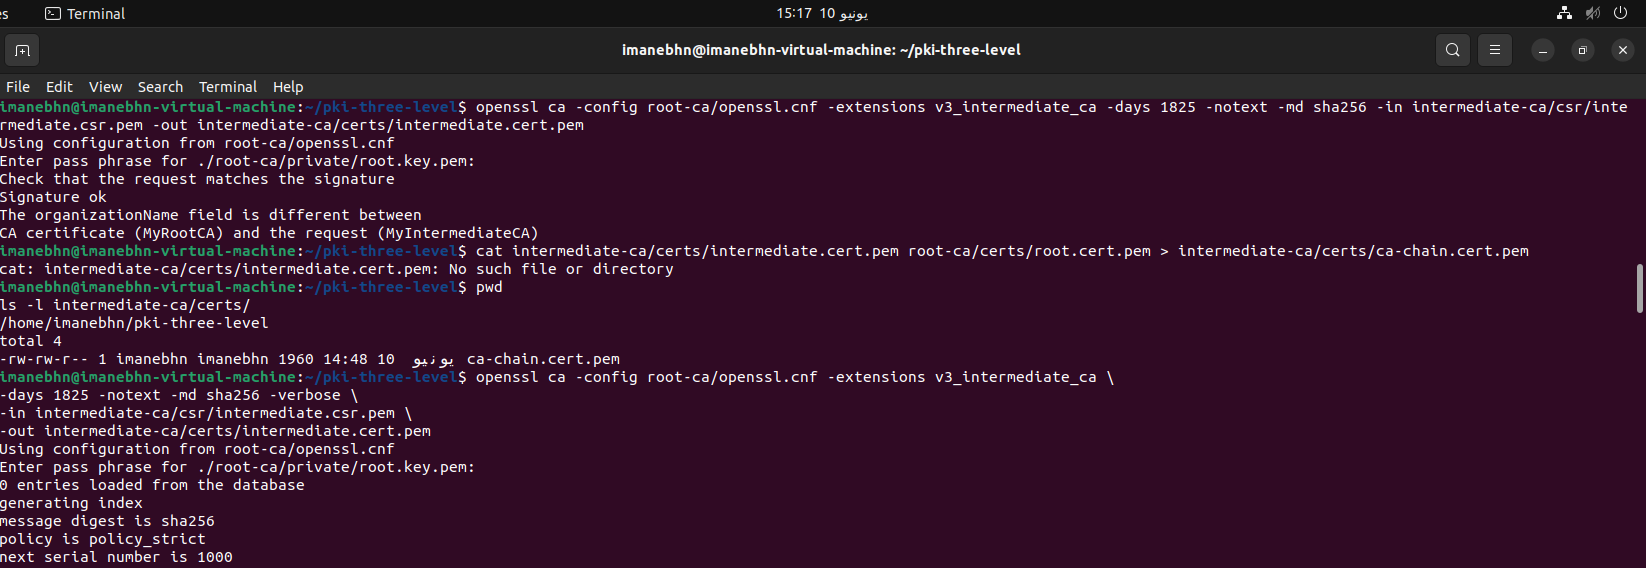 es
Terminal
15:17 10 يونيو
imanebhn@imanebhn-virtual-machine: ~/pki-three-level
File Edit View Search Terminal Help
imanebhn@imanebhn-virtual-machine:~/pki-three-level$ openssl ca -config root-ca/openssl.cnf -extensions v3_intermediate_ca -days 1825 -notext -md sha256 -in intermediate-ca/csr/inte
rmediate.csr.pem -out intermediate-ca/certs/intermediate.cert.pem
Using configuration from root-ca/openssl.cnf
Enter pass phrase for ./root-ca/private/root.key.pem:
Check that the request matches the signature
Signature ok
The organizationName field is different between
CA certificate (MyRootCA) and the request (MyIntermediateCA)
imanebhn@imanebhn-virtual-machine:~/pki-three-level$ cat intermediate-ca/certs/intermediate.cert.pem root-ca/certs/root.cert.pem > intermediate-ca/certs/ca-chain.cert.pem
cat: intermediate-ca/certs/intermediate.cert.pem: No such file or directory
imanebhn@imanebhn-virtual-machine:~/pki-three-level$ pwd
ls -l intermediate-ca/certs/
/home/imanebhn/pki-three-level
total 4
-rw-rw-r-- 1 imanebhn imanebhn 1960 14:48 10 يونيو ca-chain.cert.pem
imanebhn@imanebhn-virtual-machine:~/pki-three-level$ openssl ca -config root-ca/openssl.cnf -extensions v3_intermediate_ca \
-days 1825 -notext -md sha256 -verbose \
-in intermediate-ca/csr/intermediate.csr.pem \
-out intermediate-ca/certs/intermediate.cert.pem
Using configuration from root-ca/openssl.cnf
Enter pass phrase for ./root-ca/private/root.key.pem:
0 entries loaded from the database
generating index
message digest is sha256
policy is policy_strict
next serial number is 1000